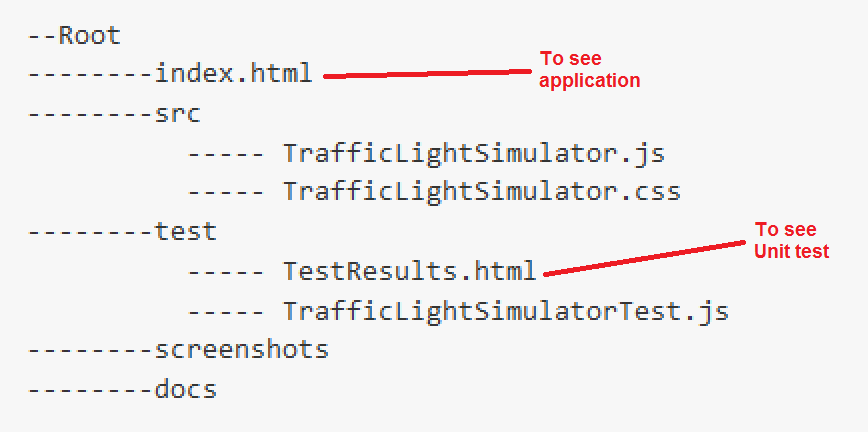 --Root
--------index.html
To see
application
--------src
----- TrafficLightSimulator.js
----- TrafficLightSimulator.css
--------test
To see
Unit test
----- TestResults.html
----- TrafficLightSimulatorTest.js
--------screenshots
--------docs